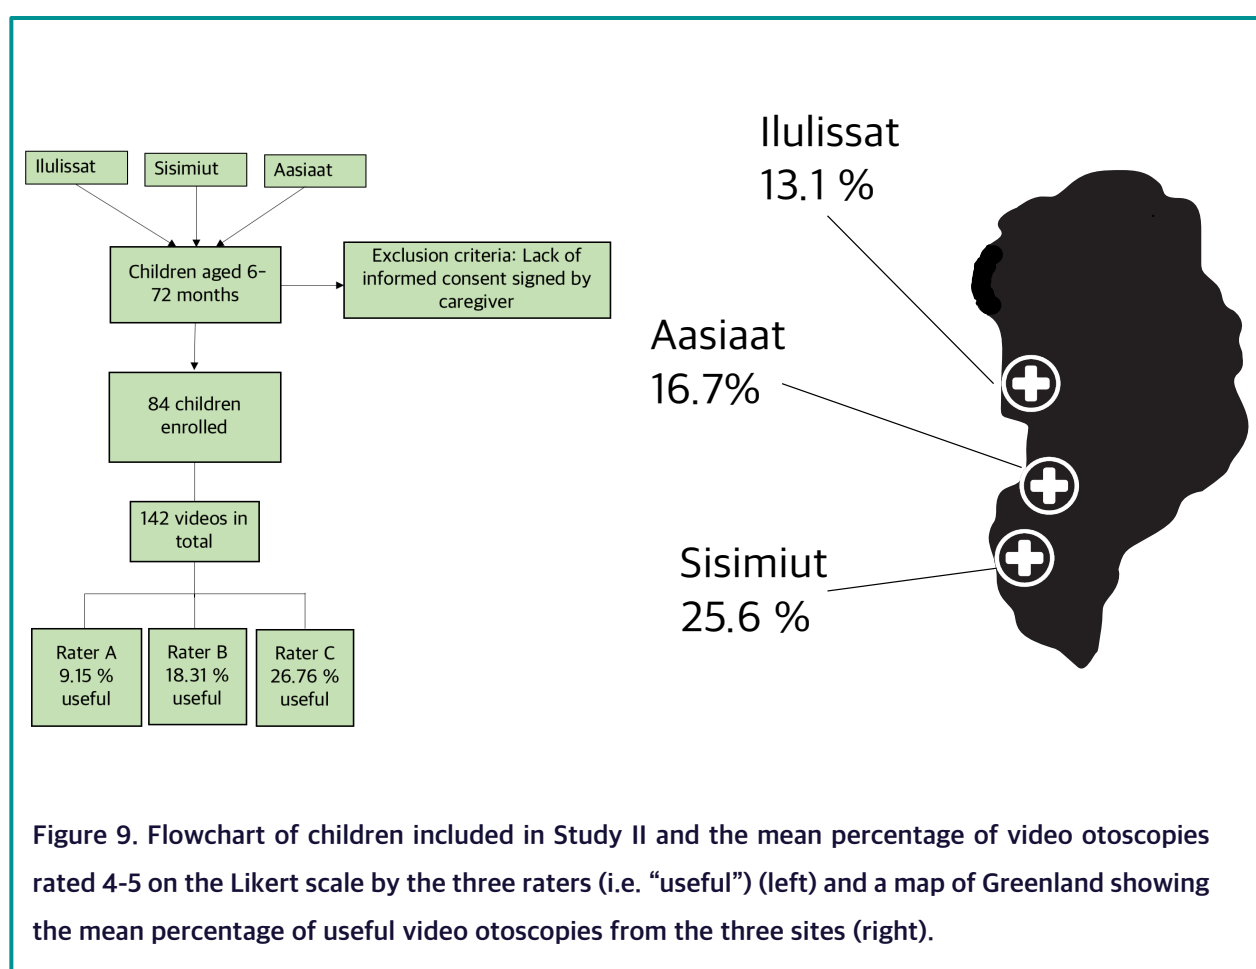 Ilulissat
Sisimiut
Aasiaat
Children aged 6-
72 months
Exclusion criteria: Lack of
informed consent signed by
caregiver
84 children
enrolled
142 videos in
total
Rater A
9.15 %
useful
Rater B
18.31 %
useful
Rater C
26.76 %
useful
Ilulissat
13.1 %
Aasiaat
16.7%
Sisimiut
25.6 %
Figure 9. Flowchart of children included in Study II and the mean percentage of video otoscopies
rated 4-5 on the Likert scale by the three raters (i.e. “useful”) (left) and a map of Greenland showing
the mean percentage of useful video otoscopies from the three sites (right).